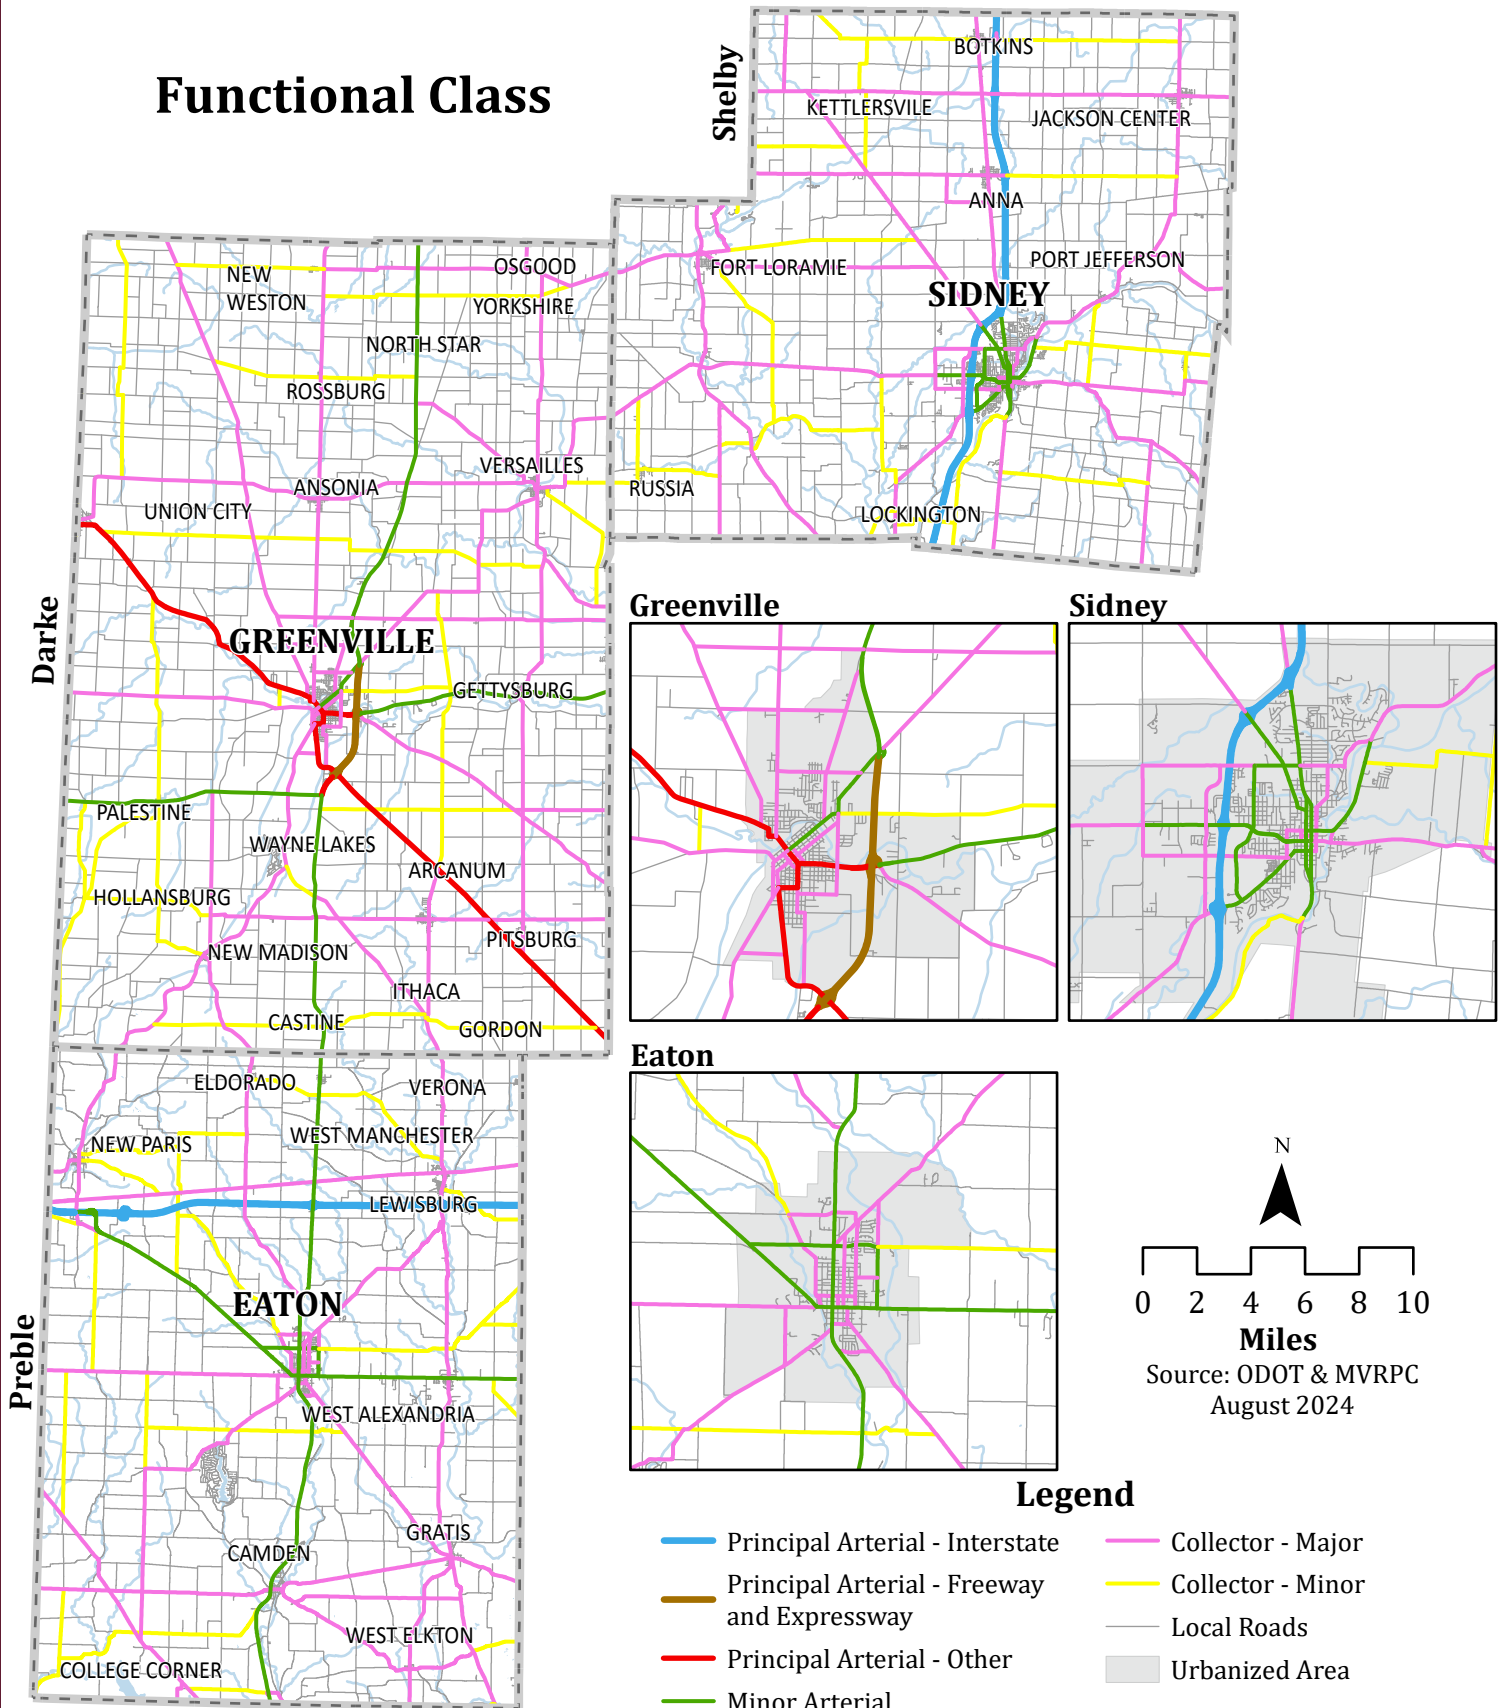 Functional Class
Shelby
BOTKINS
KETTLERSVILE
JACKSON CENTER
ANNA
PORT JEFFERSON
FORT LORAMIE
SIDNEY
RUSSIA
LOCKINGTON
Darke
NEW
WESTON
OSGOOD
YORKSHIRE
NORTH STAR
ROSSBURG
VERSAILLES
ANSONIA
UNION CITY
GREENVILLE
GETTYSBURG
PALESTINE
WAYNE LAKES
ARCANUM
HOLLANSBURG
PITSBURG
NEW MADISON
ITHACA
CASTINE
GORDON
Preble
ELDORADO
VERONA
NEW PARIS
WEST MANCHESTER
LEWISBURG
EATON
WEST ALEXANDRIA
GRATIS
CAMDEN
WEST ELKTON
COLLEGE CORNER
Greenville
Sidney
Eaton
N
0 2 4 6 8 10
Miles
Source: ODOT & MVRPC
August 2024
Legend
Principal Arterial - Interstate
Principal Arterial - Freeway
and Expressway
Principal Arterial - Other
Minor Arterial
Collector - Major
Collector - Minor
Local Roads
Urbanized Area